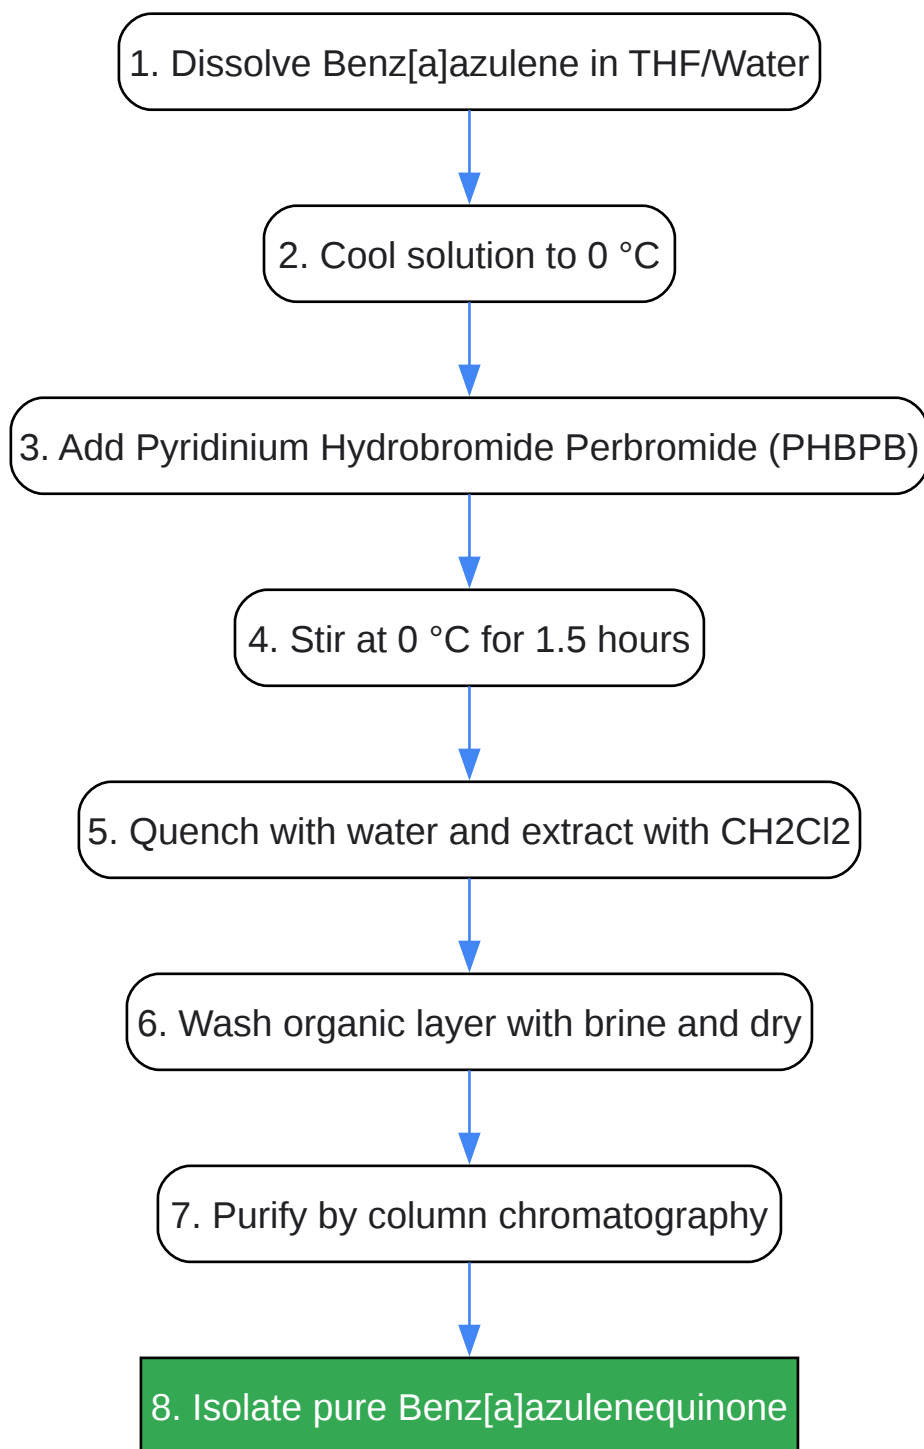 1. Dissolve Benz[a]azulene in THF/Water
2. Cool solution to 0 °C
3. Add Pyridinium Hydrobromide Perbromide (PHBPB)
4. Stir at 0 °C for 1.5 hours
5. Quench with water and extract with CH2Cl2
6. Wash organic layer with brine and dry
7. Purify by column chromatography
8. Isolate pure Benz[a]azulenequinone